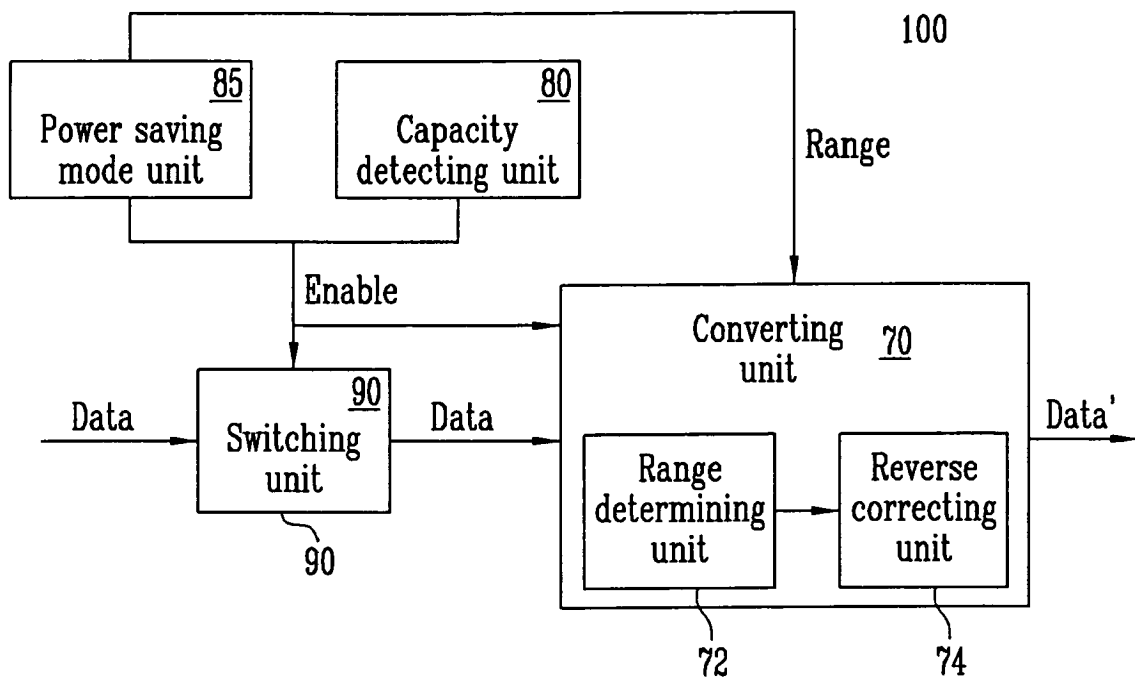 100
85
Power saving
mode unit
80
Capacity
detecting unit
Range
Enable
Converting
unit
70
Data
90
Switching
unit
Data
Data'
Range
determining
unit
Reverse
correcting
unit
90
72
74